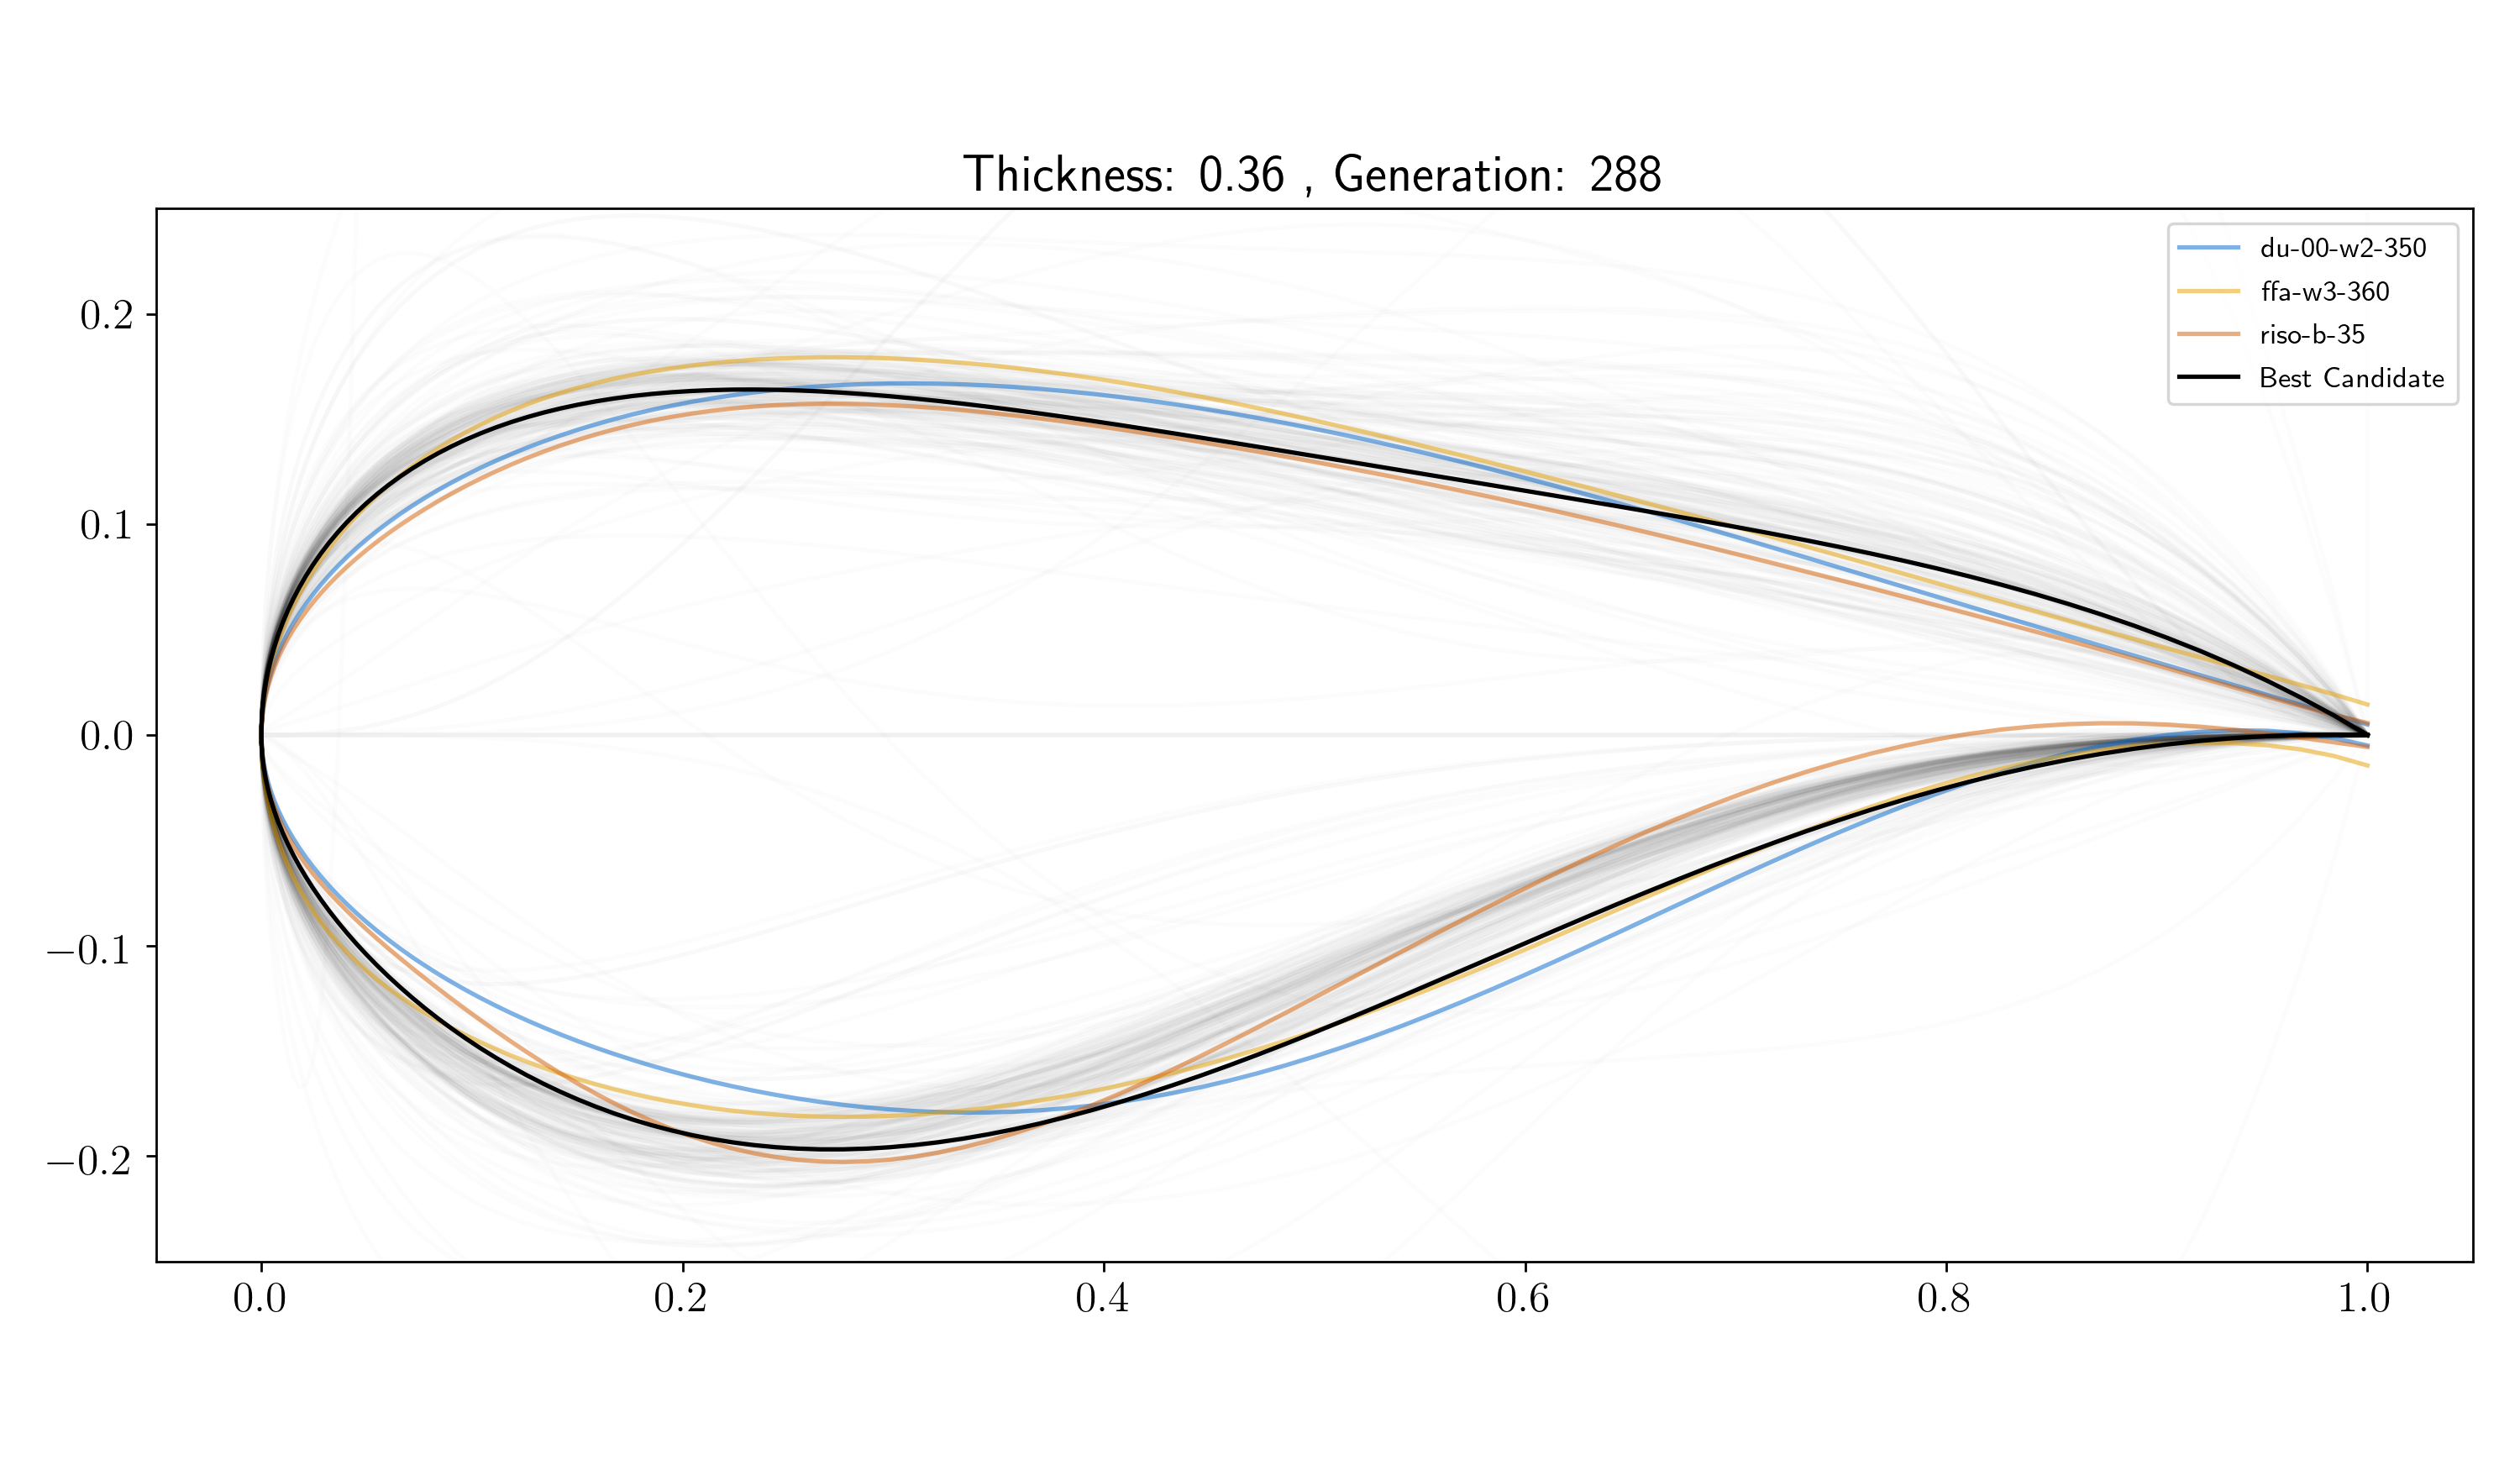 Thickness: 0.36 , Generation: 288
du-00-w2-350
ffa-w3-360
riso-b-35
Best Candidate
0.2
0.1
0.0
−0.1
−0.2
0.0 0.2 0.4 0.6 0.8 1.0